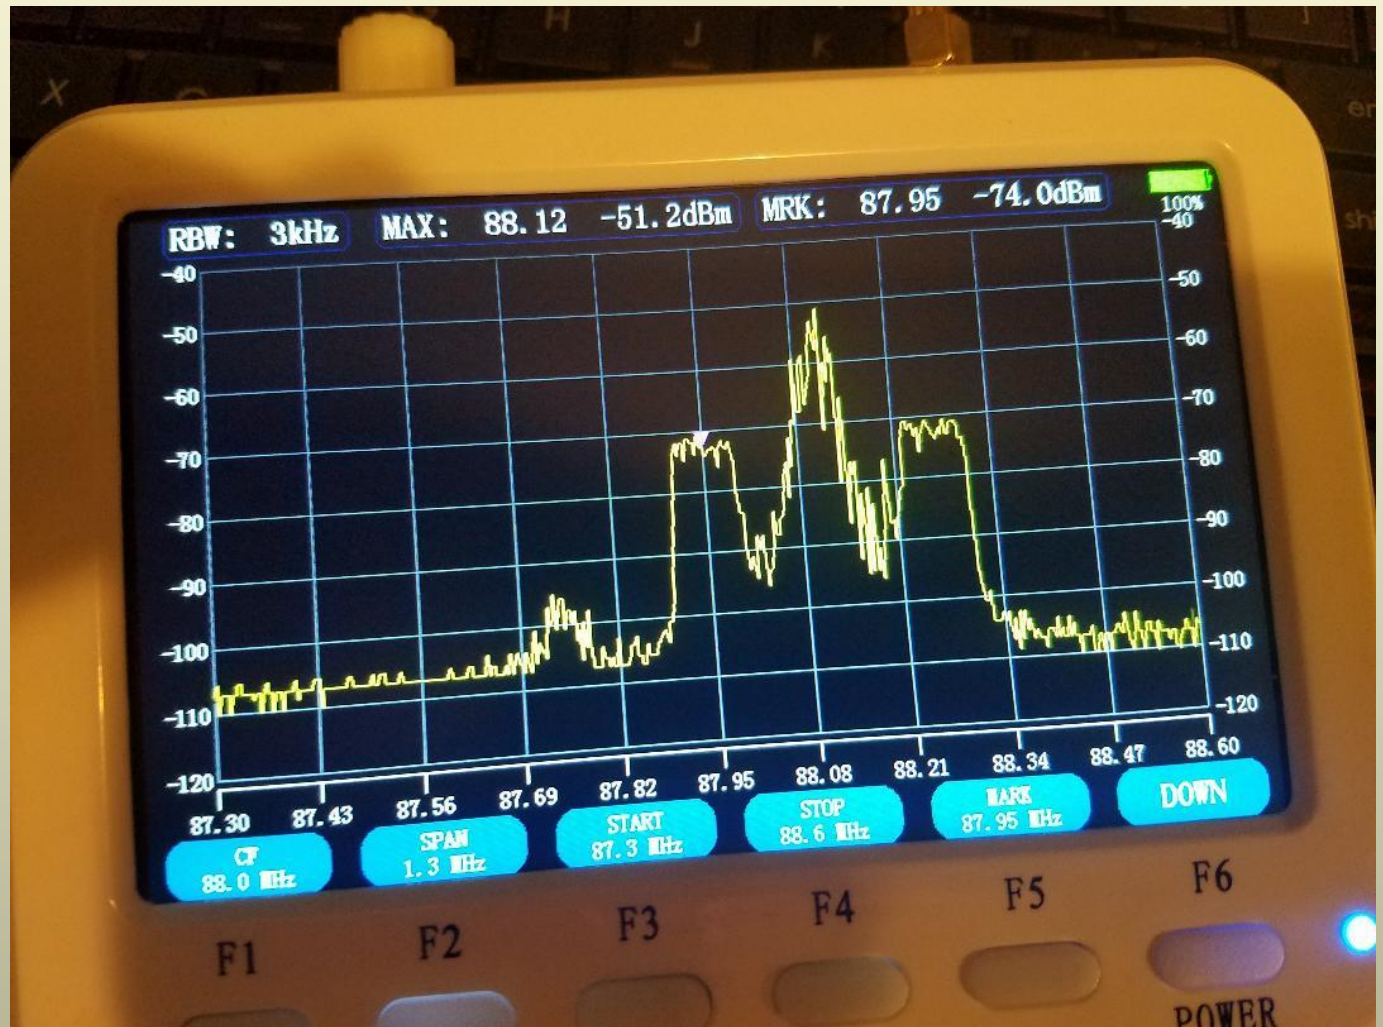 H
J
K
X
en
shi
RBW: 3kHz MAX: 88.12 -51.2dBm MRK: 87.95 -74.0dBm
100%
-40 -40
-50 -50
-60 -60
-70 -70
-80 -80
-90 -90
-100 -100
-110 -110
-120 -120
87.30 87.43 87.56 87.69 87.82 87.95 88.08 88.21 88.34 88.47 88.60
CF SPAN START STOP MARK DOWN
88.0 MHz 1.3 MHz 87.3 MHz 88.6 MHz 87.95 MHz
F1 F2 F3 F4 F5 F6
POWER